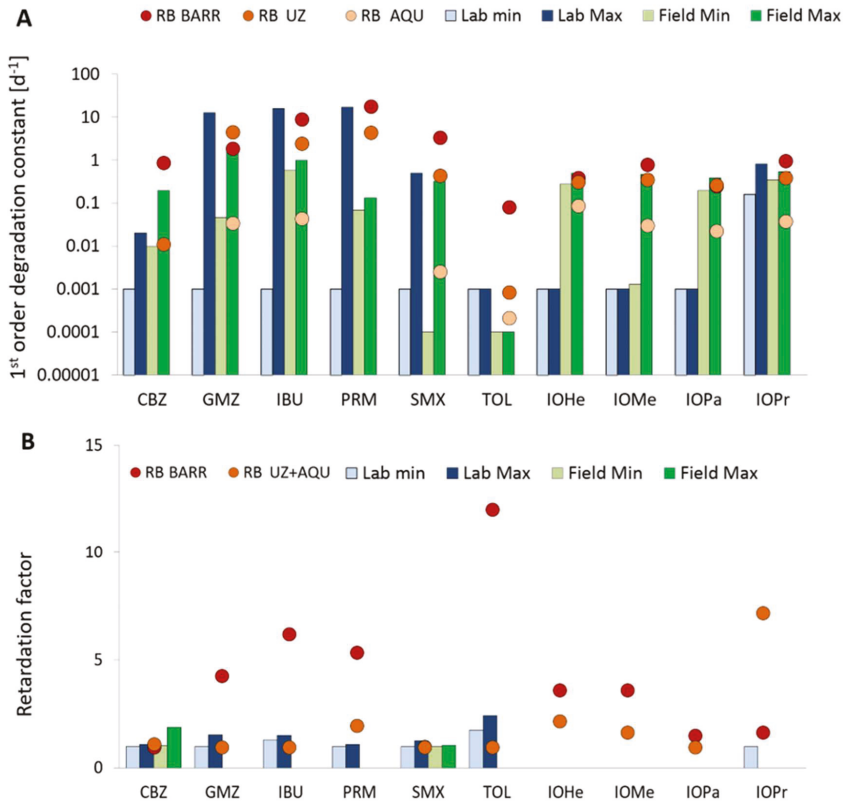 A
RB BARR RB UZ RB AQU Lab min Lab Max Field Min Field Max
1st order degradation constant [d-1]
100
10
1
0.1
0.01
0.001
0.0001
0.00001
CBZ GMZ IBU PRM SMX TOL IOHe IOMe IOPa IOPr
B
RB BARR RB UZ+AQU Lab min Lab Max Field Min Field Max
Retardation factor
15
10
5
0
CBZ GMZ IBU PRM SMX TOL IOHe IOMe IOPa IOPr